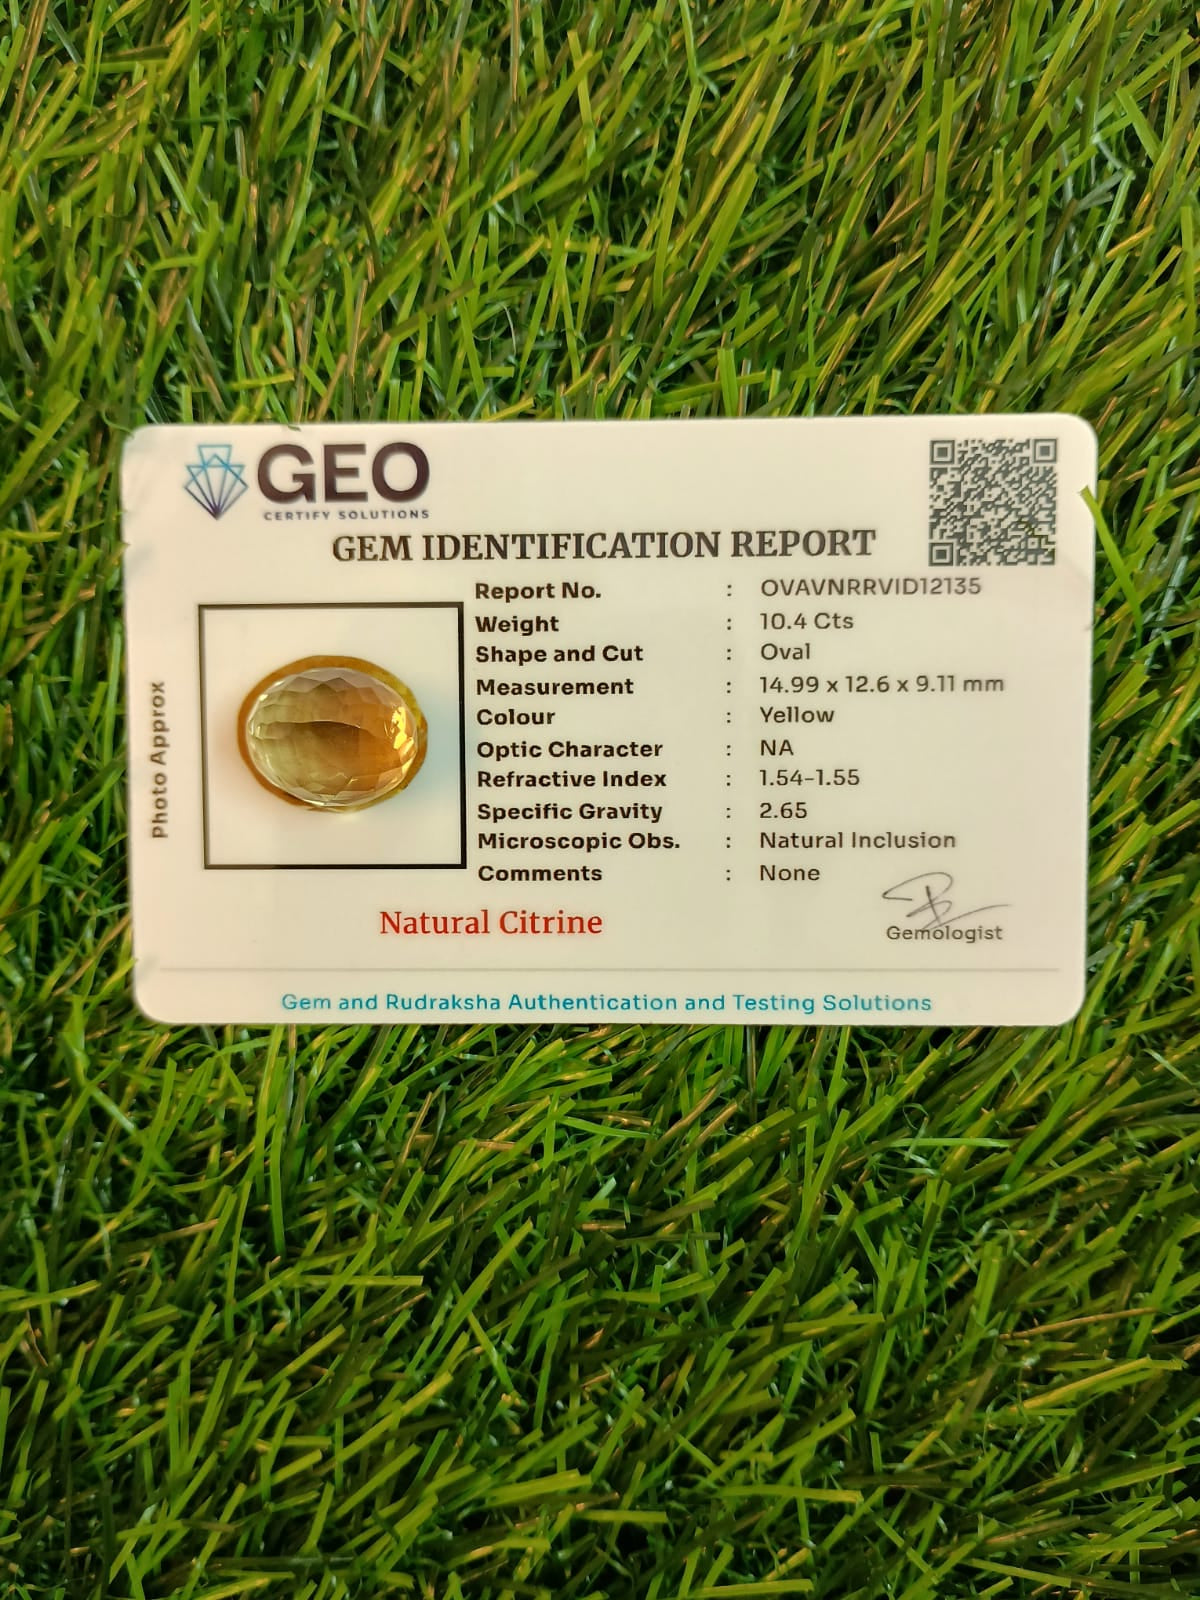 GEO
CERTIFY SOLUTIONS
GEM IDENTIFICATION REPORT
Report No. : OVAVNRRVID12135
Weight : 10.4 Cts
Shape and Cut : Oval
Measurement : 14.99 x 12.6 x 9.11 mm
Colour : Yellow
Optic Character : NA
Refractive Index : 1.54-1.55
Specific Gravity : 2.65
Microscopic Obs. : Natural Inclusion
Comments : None
Photo Approx
Natural Citrine
Gemologist
Gem and Rudraksha Authentication and Testing Solutions